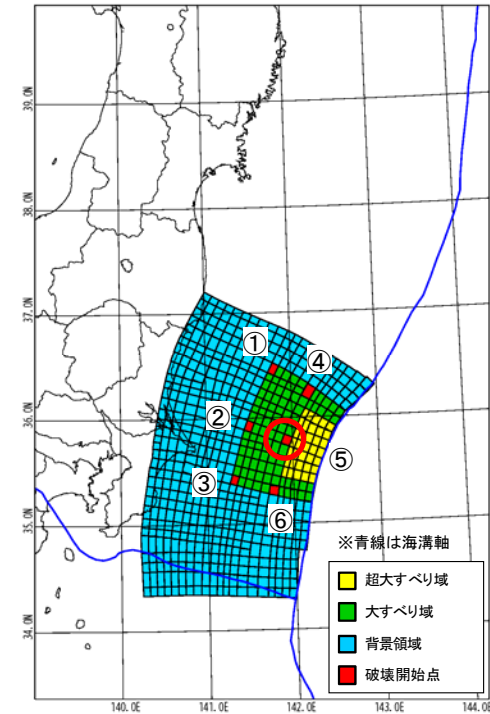 39.0N
38.0N
37.0N
①
④
36.0N
②
⑤
③
35.0N
⑥
※青線は海溝軸
超大すべり域
大すべり域
背景領域
破壊開始点
34.0N
140.0E
141.0E
142.0E
143.0E
144.0E